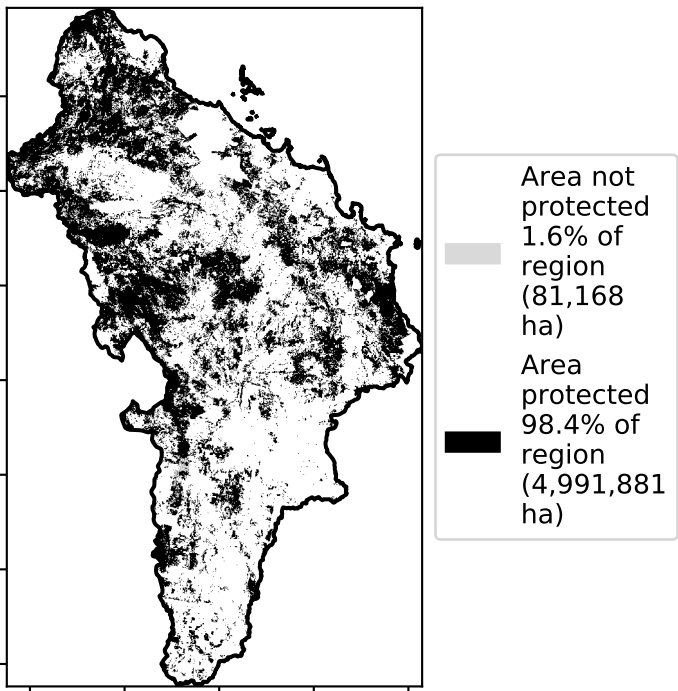 Area not
protected
1.6% of
region
(81,168
ha)
Area
protected
98.4% of
region
(4,991,881
ha)